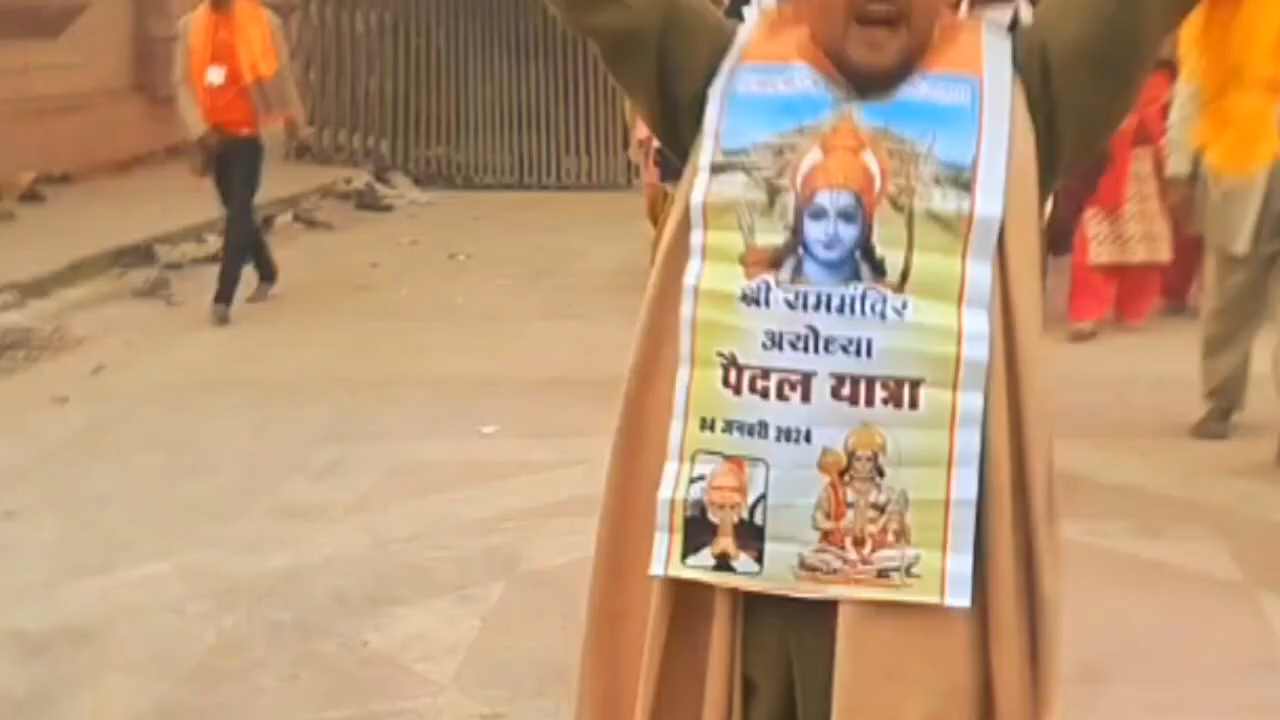 श्री राममंदिर
अयोध्या
पैदल यात्रा
04 जनवरी 2024